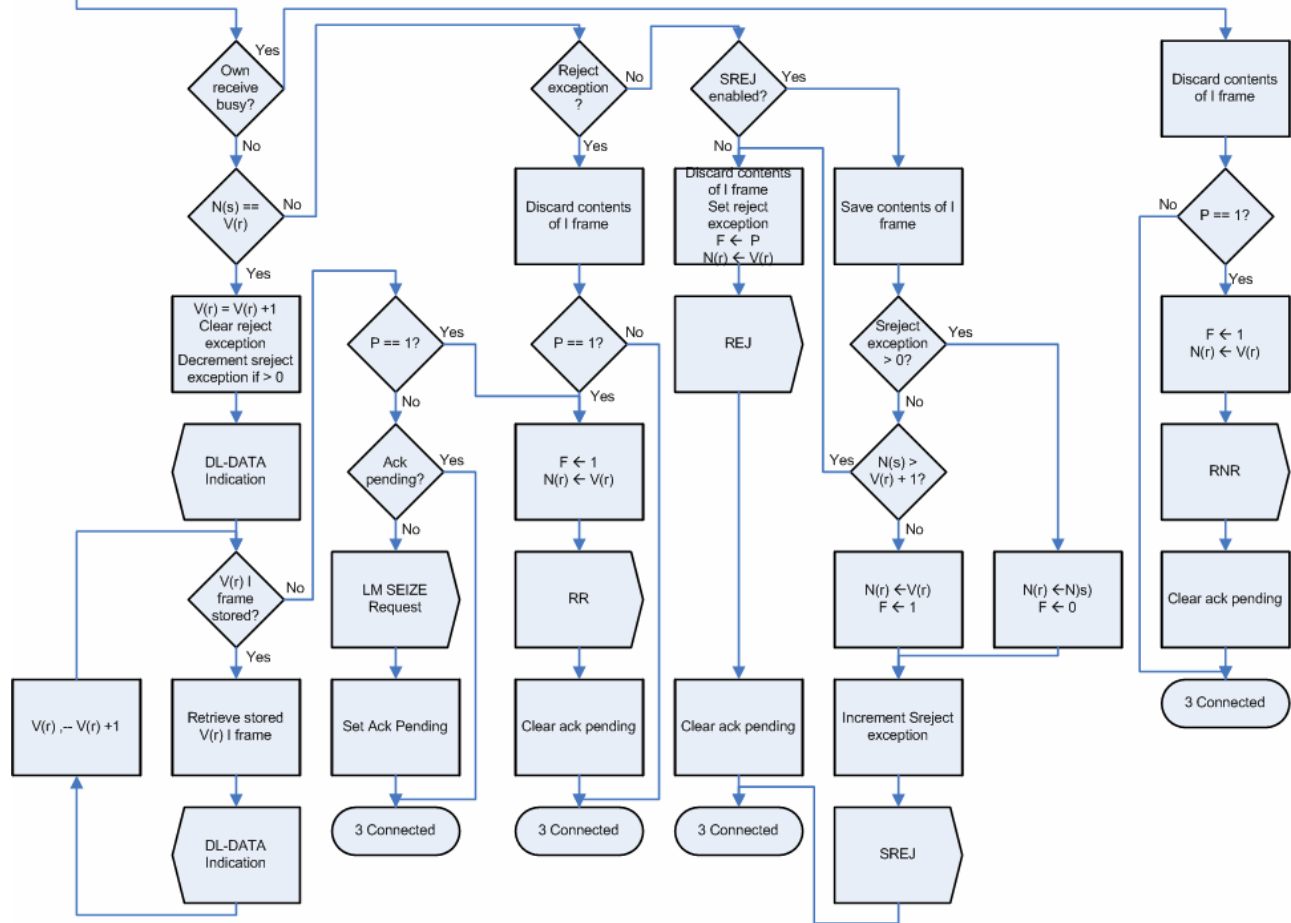 Own
receive
busy?
Yes
No
N(s) ==
V(r)
No
Yes
V(r) = V(r) +1
Clear reject
exception
Decrement sreject
exception if > 0
DL-DATA
Indication
V(r) I
frame
stored?
No
Yes
Retrieve stored
V(r) I frame
DL-DATA
Indication
V(r) ,-- V(r) +1
P == 1?
Yes
No
Ack
pending?
Yes
No
LM SEIZE
Request
Set Ack Pending
3 Connected
Reject
exception
?
No
Yes
Discard contents
of I frame
P == 1?
No
Yes
F ← 1
N(r) ← V(r)
RR
Clear ack pending
3 Connected
SREJ
enabled?
Yes
No
Discard contents
of I frame
Set reject
exception
F ← P
N(r) ← V(r)
REJ
Clear ack pending
3 Connected
Save contents of I
frame
Sreject
exception
> 0?
Yes
No
N(s) >
V(r) + 1?
Yes
No
N(r) ←V(r)
F ← 1
N(r) ←N)s)
F ← 0
Increment Sreject
exception
SREJ
Discard contents
of I frame
P == 1?
No
Yes
F ← 1
N(r) ← V(r)
RNR
Clear ack pending
3 Connected